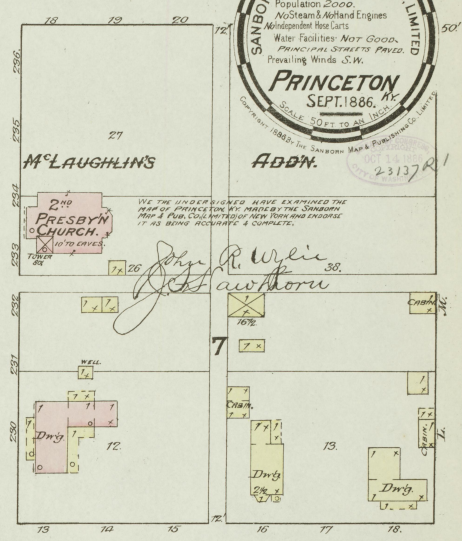 Population 2000.
No Steam & No Hand Engines
No Independent Hose Carts
Water Facilities Not Good.
Principal Streets Paved.
Prevailing Winds S.W.
PRINCETON
KY.
SEPT. 1886.
SCALE 50 FT TO AN INCH
SANBORN
LIMITED
COPYRIGHT 1886 BY THE SANBORN MAP & PUBLISHING CO. LIMITED
23137 R1
18 19 20
12'
50'
236
235
27
McLAUGHLIN'S ADD'N.
234
2ND
PRESBY'N
CHURCH.
10' TO EAVES.
TOWER
WE THE UNDERSIGNED HAVE EXAMINED THE
MAP OF PRINCETON, KY. MADE BY THE SANBORN
MAP & PUB. CO. (LIMITED) OF NEW YORK AND ENDORSE
IT AS BEING ACCURATE & COMPLETE.
John R. Wylie
233
26
38.
232
16½
CABIN.
M.
7
231
WELL.
CABIN.
CABIN.
L.
230
Dwg
12.
13.
Dwg
2½
Dwg.
12'
13 14 15 16 17 18.